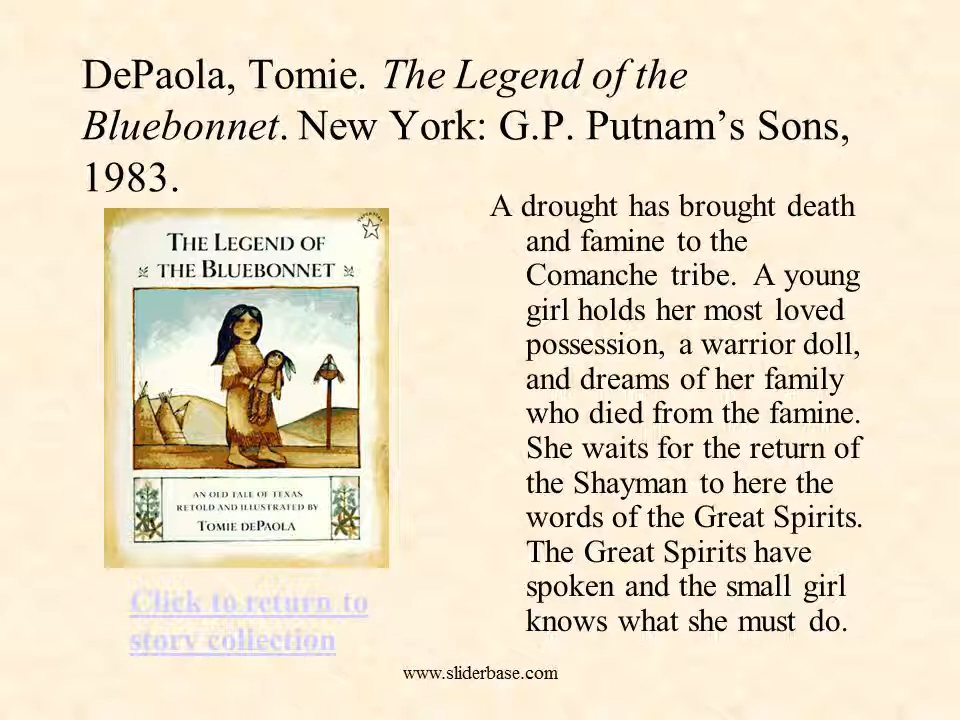 DePaola, Tomie. The Legend of the
Bluebonnet. New York: G.P. Putnam’s Sons,
1983.
THE LEGEND OF
THE BLUEBONNET
AN OLD TALE OF TEXAS
RETOLD AND ILLUSTRATED BY
TOMIE DEPAOLA
Click to return to
story collection
A drought has brought death
and famine to the
Comanche tribe. A young
girl holds her most loved
possession, a warrior doll,
and dreams of her family
who died from the famine.
She waits for the return of
the Shayman to here the
words of the Great Spirits.
The Great Spirits have
spoken and the small girl
knows what she must do.
www.sliderbase.com